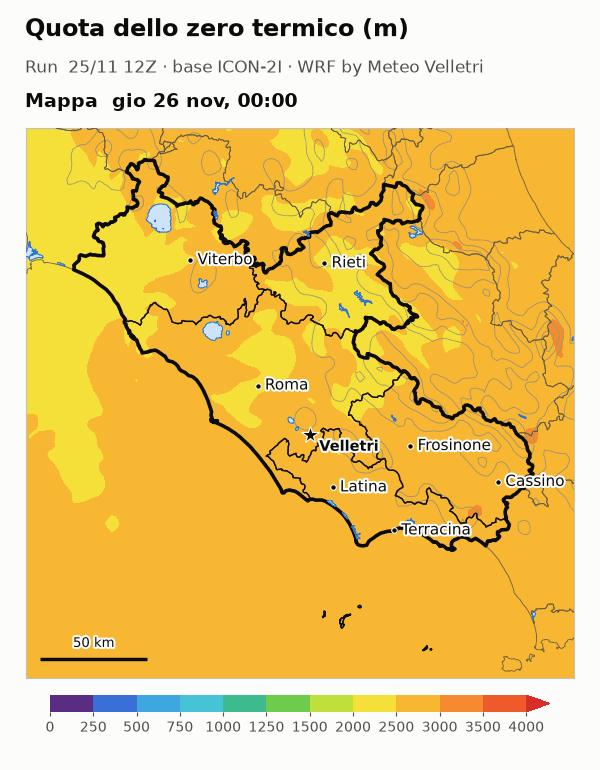 Quota dello zero termico (m)
Run  25/11 12Z · base ICON-2I · WRF by Meteo Velletri
Mappa  gio 26 nov, 00:00
Viterbo
Rieti
Roma
Velletri
Frosinone
Cassino
Latina
Terracina
50 km
0 250 500 750 1000 1250 1500 2000 2500 3000 3500 4000